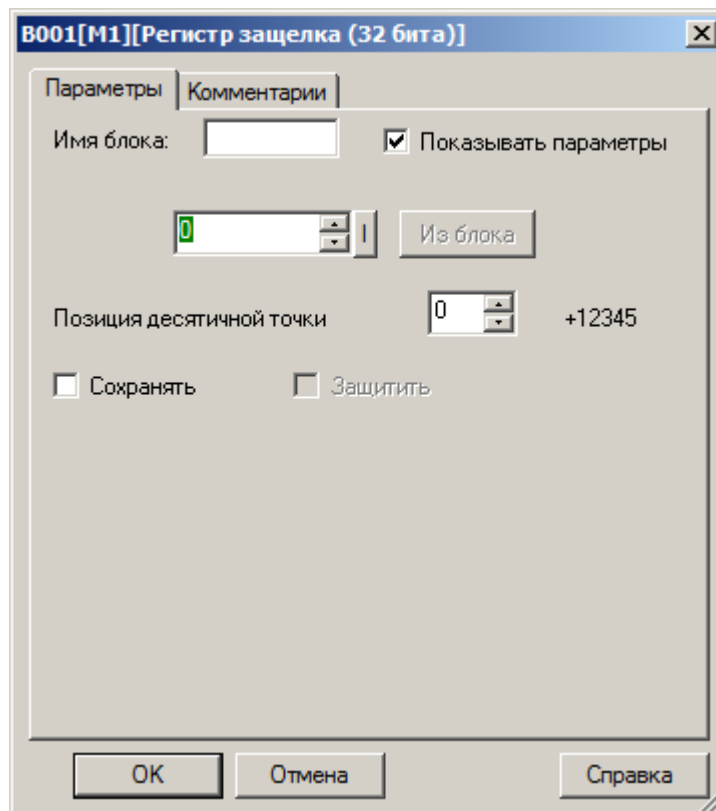 B001[M1][Регистр защелка (32 бита)]
Параметры Комментарии
Имя блока: Показывать параметры
0 I Из блока
Позиция десятичной точки 0 +12345
Сохранять Защитить
OK Отмена Справка